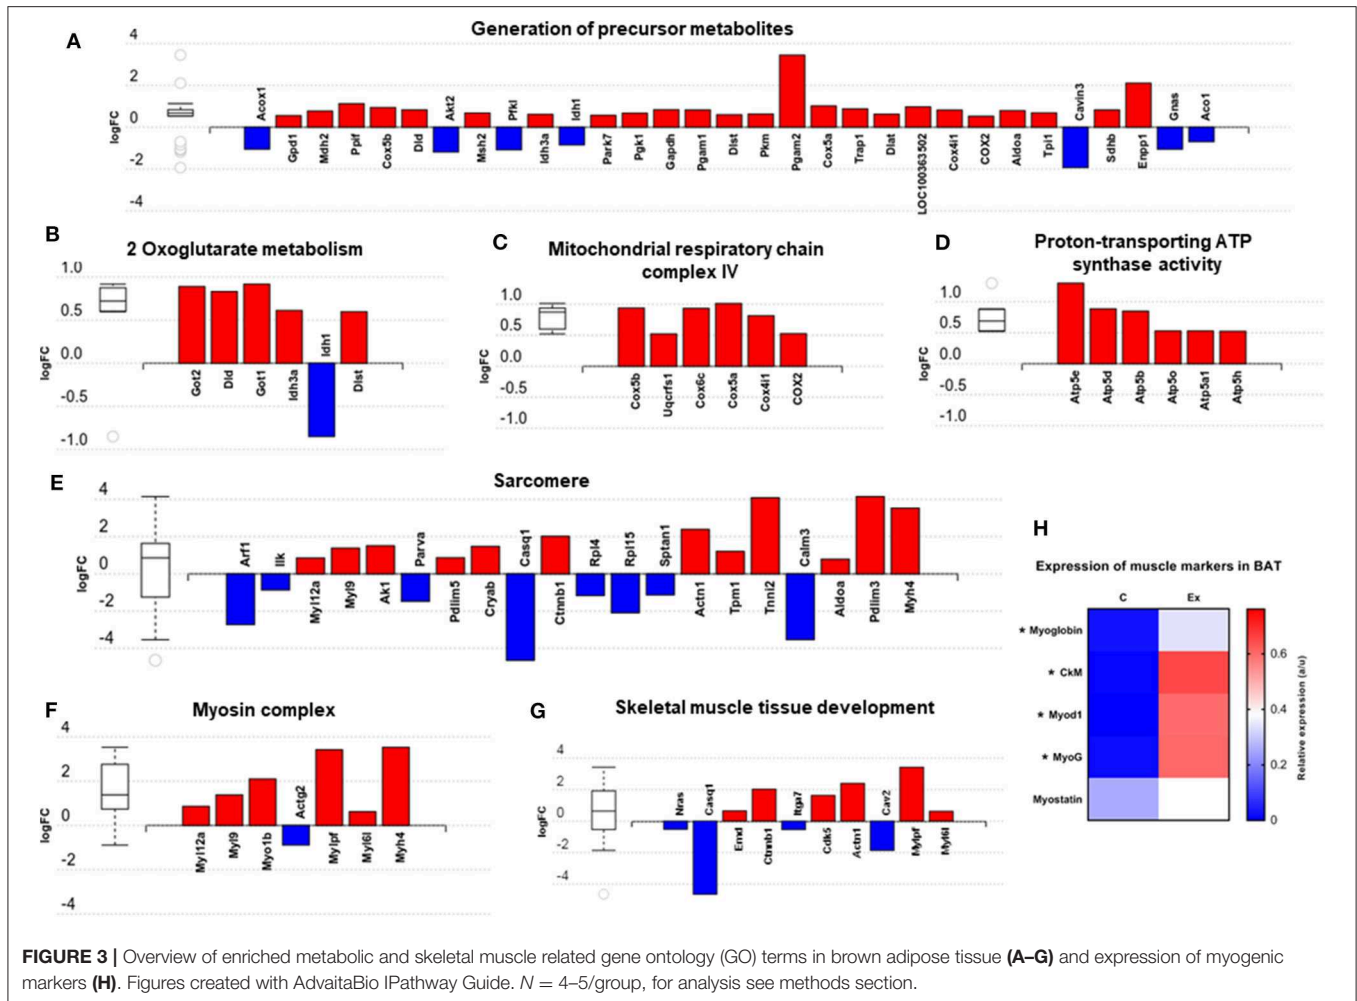 A
Generation of precursor metabolites
4
2
0
-2
-4
logFC
Acox1
Gpd1
Mdh2
Ppif
Cox5b
Dld
Akt2
Msh2
Pfkl
Idh3a
Idh1
Park7
Pgk1
Gapdh
Pgam1
Dlst
Pkm
Pgam2
Cox5a
Trap1
Dlat
LOC100363502
Cox4i1
COX2
Aldoa
Tpi1
Cavin3
Sdhb
Enpp1
Gnas
Aco1
B
2 Oxoglutarate metabolism
1.0
0.5
0.0
-0.5
-1.0
logFC
Got2
Dld
Got1
Idh3a
Idh1
Dlst
C
Mitochondrial respiratory chain
complex IV
1.0
0.5
0.0
-0.5
-1.0
logFC
Cox5b
Uqcrfs1
Cox6c
Cox5a
Cox4i1
COX2
D
Proton-transporting ATP
synthase activity
1.0
0.5
0.0
-0.5
-1.0
logFC
Atp5e
Atp5d
Atp5b
Atp5o
Atp5a1
Atp5h
E
Sarcomere
4
2
0
-2
-4
logFC
Arf1
Ilk
Myl12a
Myl9
Ak1
Parva
Pdlim5
Cryab
Casq1
Ctnnb1
Rpl4
Rpl15
Sptan1
Actn1
Tpm1
Tnni2
Calm3
Aldoa
Pdlim3
Myh4
F
Myosin complex
4
2
0
-2
-4
logFC
Myl12a
Myl9
Myo1b
Actg2
Mylpf
Myl6l
Myh4
G
Skeletal muscle tissue development
4
2
0
-2
-4
logFC
Nras
Casq1
Emd
Ctnnb1
Itga7
Cdk5
Actn1
Cav2
Mylpf
Myl6l
H
Expression of muscle markers in BAT
C Ex
* Myoglobin
* CkM
* Myod1
* MyoG
Myostatin
0.6
0.4
0.2
0
Relative expression (a/u)
FIGURE 3 | Overview of enriched metabolic and skeletal muscle related gene ontology (GO) terms in brown adipose tissue (A–G) and expression of myogenic
markers (H). Figures created with AdvaitaBio IPathway Guide. N = 4–5/group, for analysis see methods section.